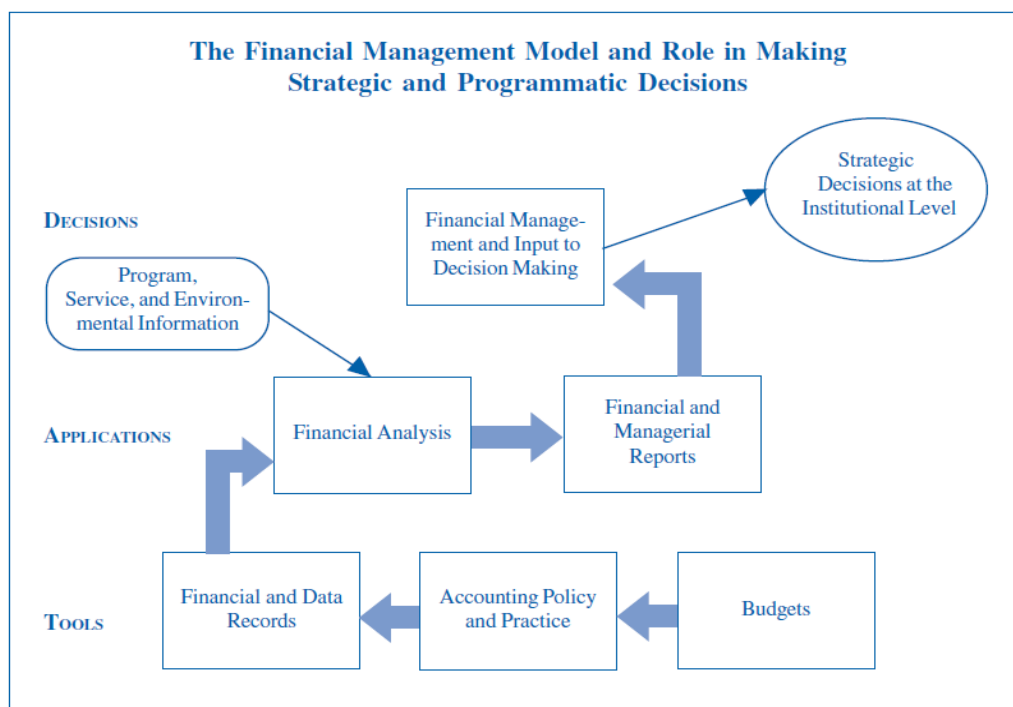 The Financial Management Model and Role in Making
Strategic and Programmatic Decisions
Strategic
Decisions at the
Institutional Level
DECISIONS
Financial Manage-
ment and Input to
Decision Making
Program,
Service, and Environ-
mental Information
APPLICATIONS
Financial Analysis
Financial and
Managerial
Reports
TOOLS
Financial and Data
Records
Accounting Policy
and Practice
Budgets